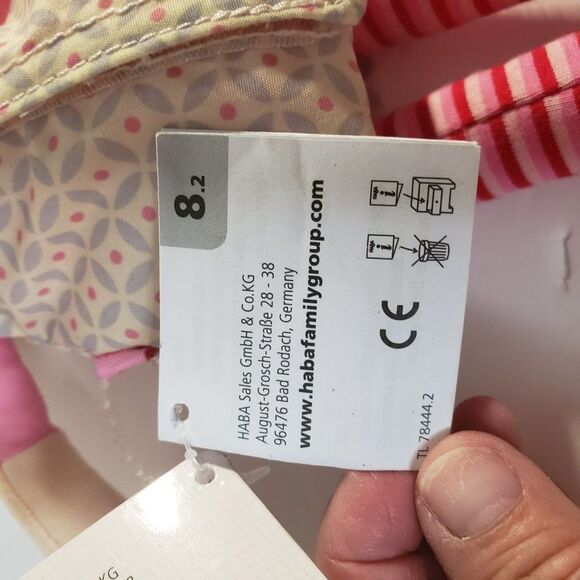 8.2
HABA Sales GmbH & Co.KG
August-Grosch-Straße 28 - 38
96476 Bad Rodach, Germany
www.habafamilygroup.com
CE
TL 78444.2
KG